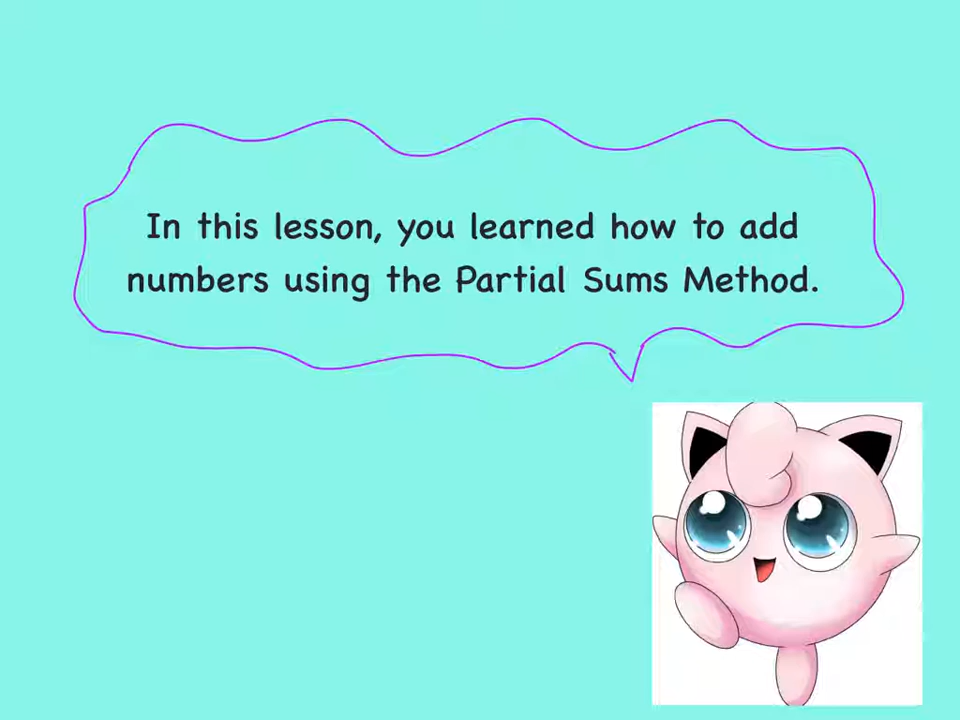 In this lesson, you learned how to add
numbers using the Partial Sums Method.